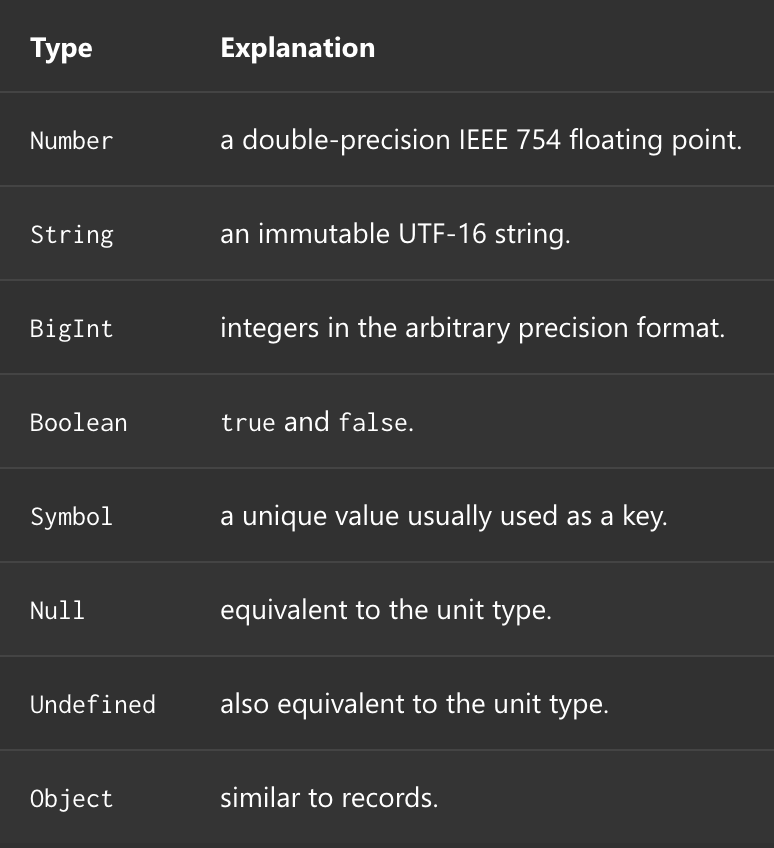 Type Explanation
Number a double-precision IEEE 754 floating point.
String an immutable UTF-16 string.
BigInt integers in the arbitrary precision format.
Boolean true and false.
Symbol a unique value usually used as a key.
Null equivalent to the unit type.
Undefined also equivalent to the unit type.
Object similar to records.